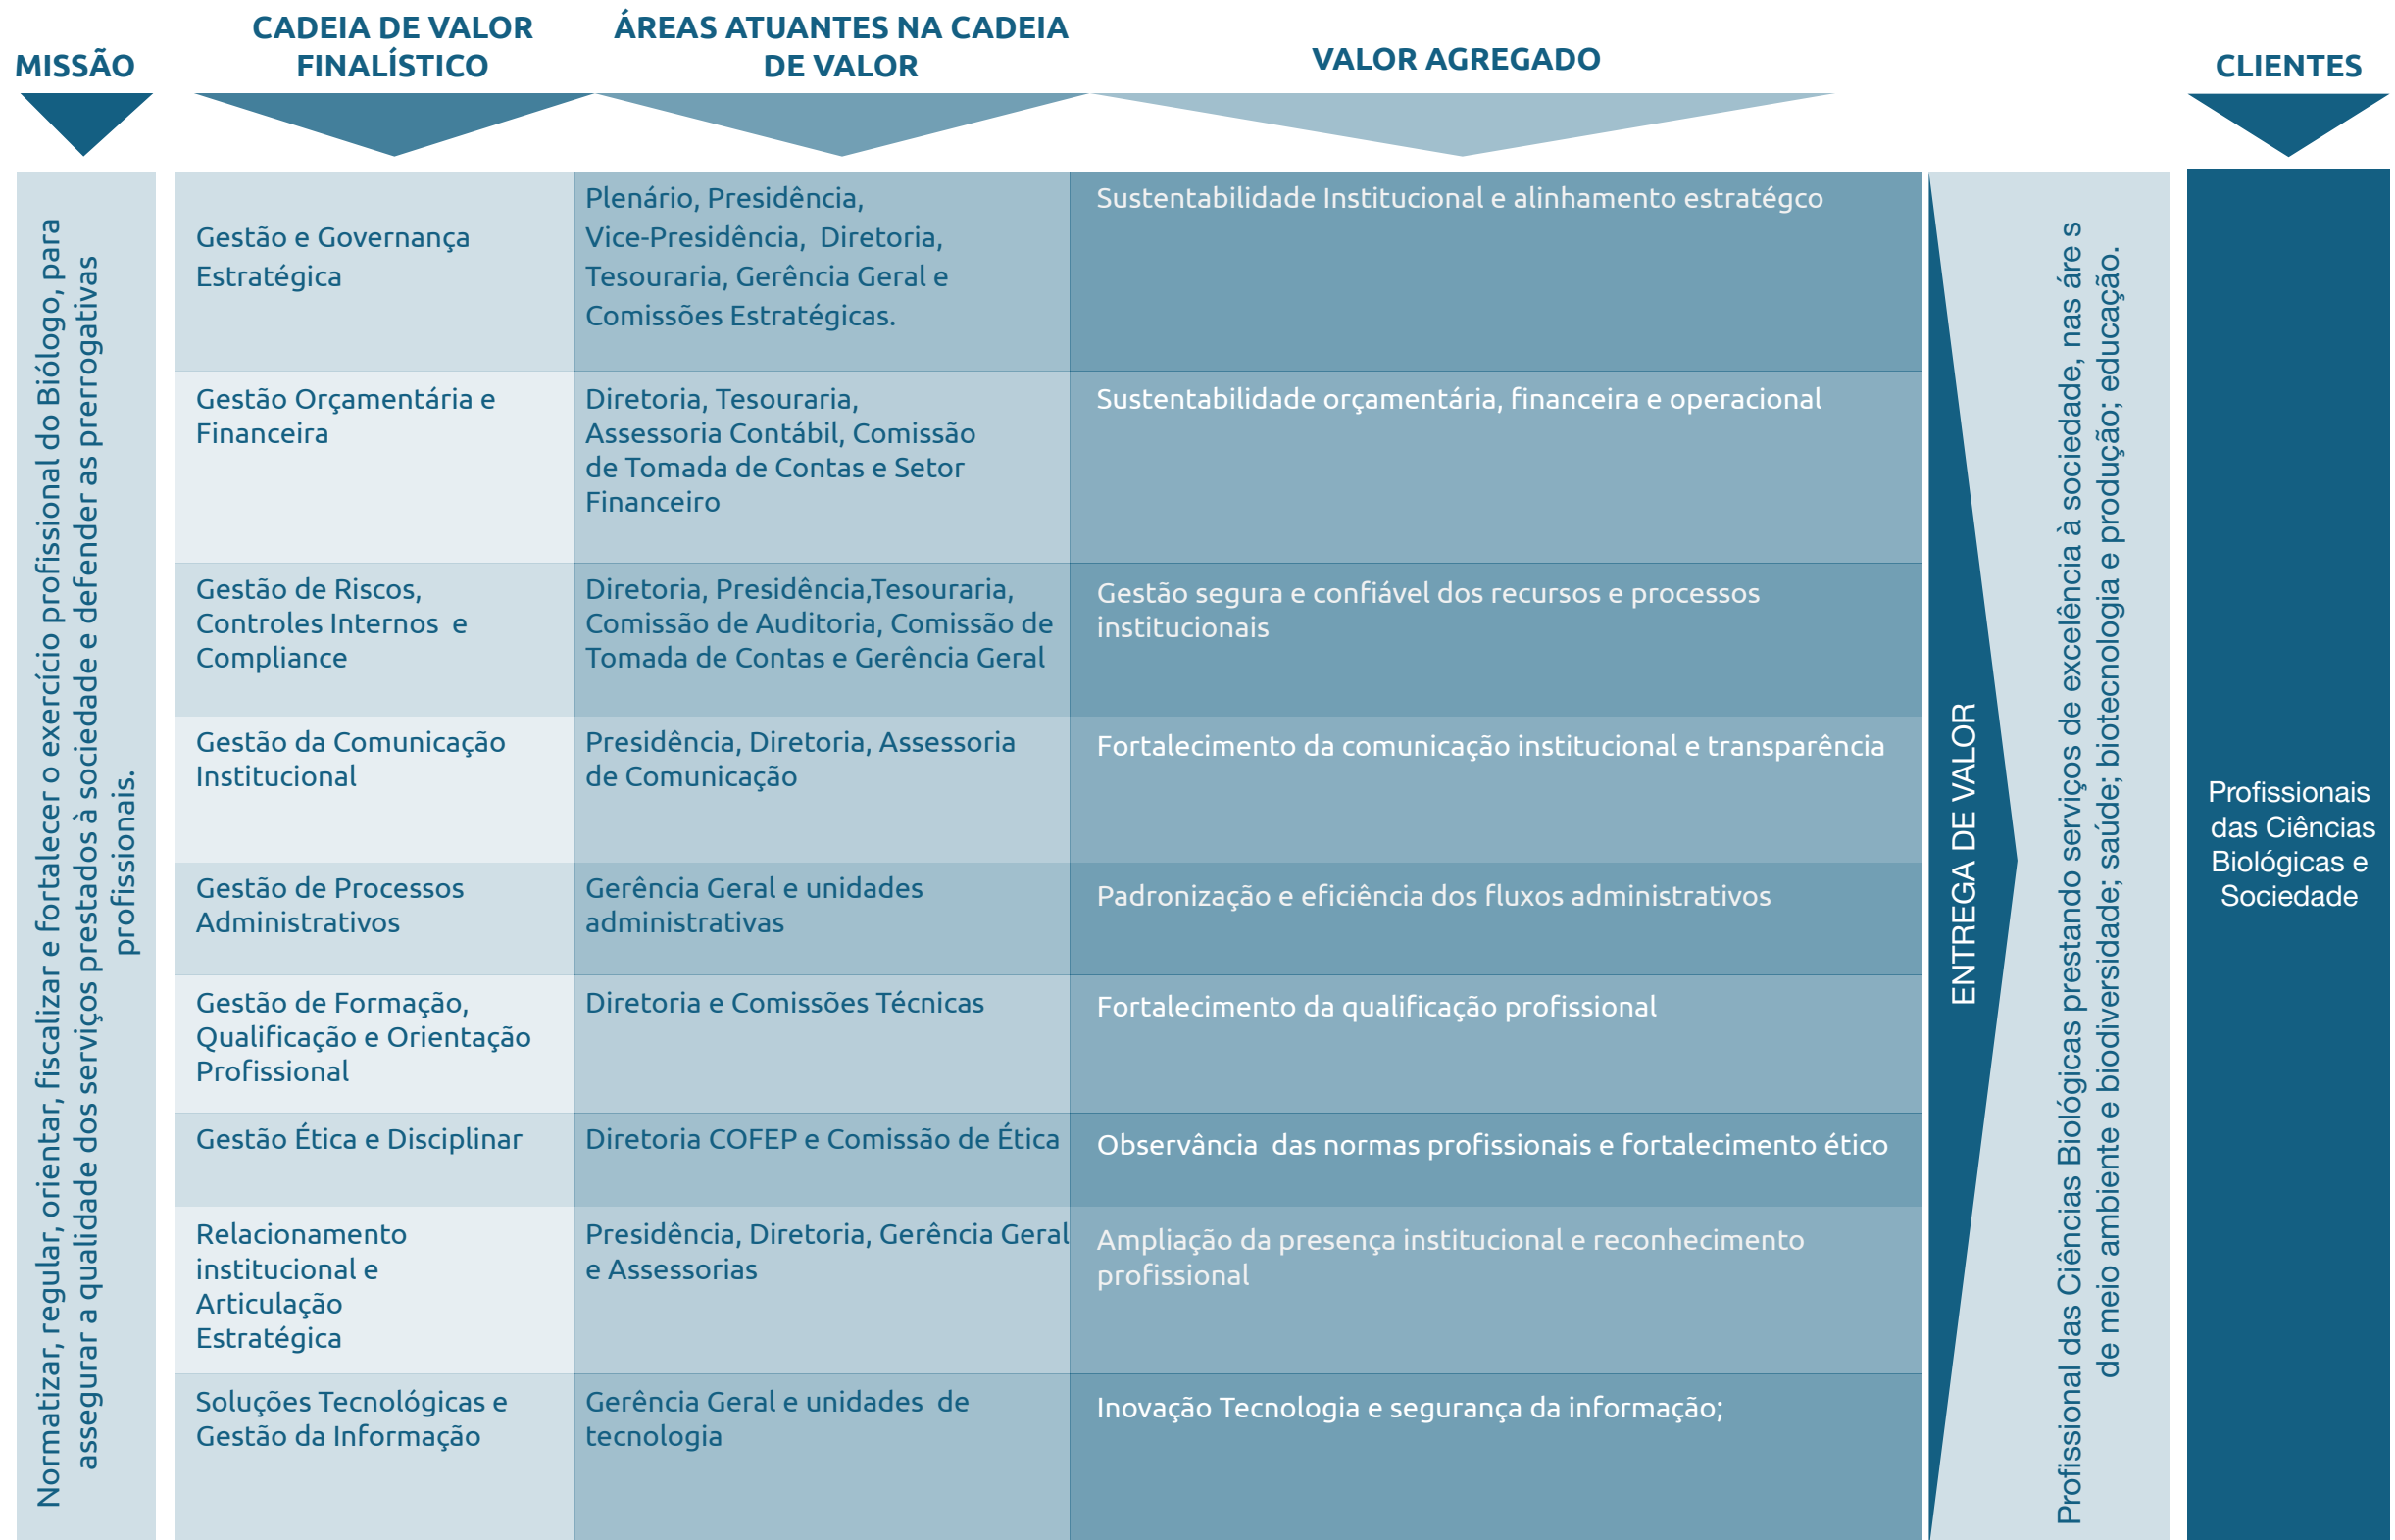 MISSÃO
CADEIA DE VALOR
FINALÍSTICO
ÁREAS ATUANTES NA CADEIA
DE VALOR
VALOR AGREGADO
CLIENTES
Normatizar, regular, orientar, fiscalizar e fortalecer o exercício profissional do Biólogo, para
assegurar a qualidade dos serviços prestados à sociedade e defender as prerrogativas
profissionais.
Gestão e Governança
Estratégica
Plenário, Presidência,
Vice-Presidência, Diretoria,
Tesouraria, Gerência Geral e
Comissões Estratégicas.
Sustentabilidade Institucional e alinhamento estratégco
Gestão Orçamentária e
Financeira
Diretoria, Tesouraria,
Assessoria Contábil, Comissão
de Tomada de Contas e Setor
Financeiro
Sustentabilidade orçamentária, financeira e operacional
Gestão de Riscos,
Controles Internos e
Compliance
Diretoria, Presidência,Tesouraria,
Comissão de Auditoria, Comissão de
Tomada de Contas e Gerência Geral
Gestão segura e confiável dos recursos e processos
institucionais
Gestão da Comunicação
Institucional
Presidência, Diretoria, Assessoria
de Comunicação
Fortalecimento da comunicação institucional e transparência
Gestão de Processos
Administrativos
Gerência Geral e unidades
administrativas
Padronização e eficiência dos fluxos administrativos
Gestão de Formação,
Qualificação e Orientação
Profissional
Diretoria e Comissões Técnicas
Fortalecimento da qualificação profissional
Gestão Ética e Disciplinar
Diretoria COFEP e Comissão de Ética
Observância das normas profissionais e fortalecimento ético
Relacionamento
institucional e
Articulação
Estratégica
Presidência, Diretoria, Gerência Geral
e Assessorias
Ampliação da presença institucional e reconhecimento
profissional
Soluções Tecnológicas e
Gestão da Informação
Gerência Geral e unidades de
tecnologia
Inovação Tecnologia e segurança da informação;
ENTREGA DE VALOR
Profissional das Ciências Biológicas prestando serviços de excelência à sociedade, nas áre s
de meio ambiente e biodiversidade; saúde; biotecnologia e produção; educação.
Profissionais
das Ciências
Biológicas e
Sociedade